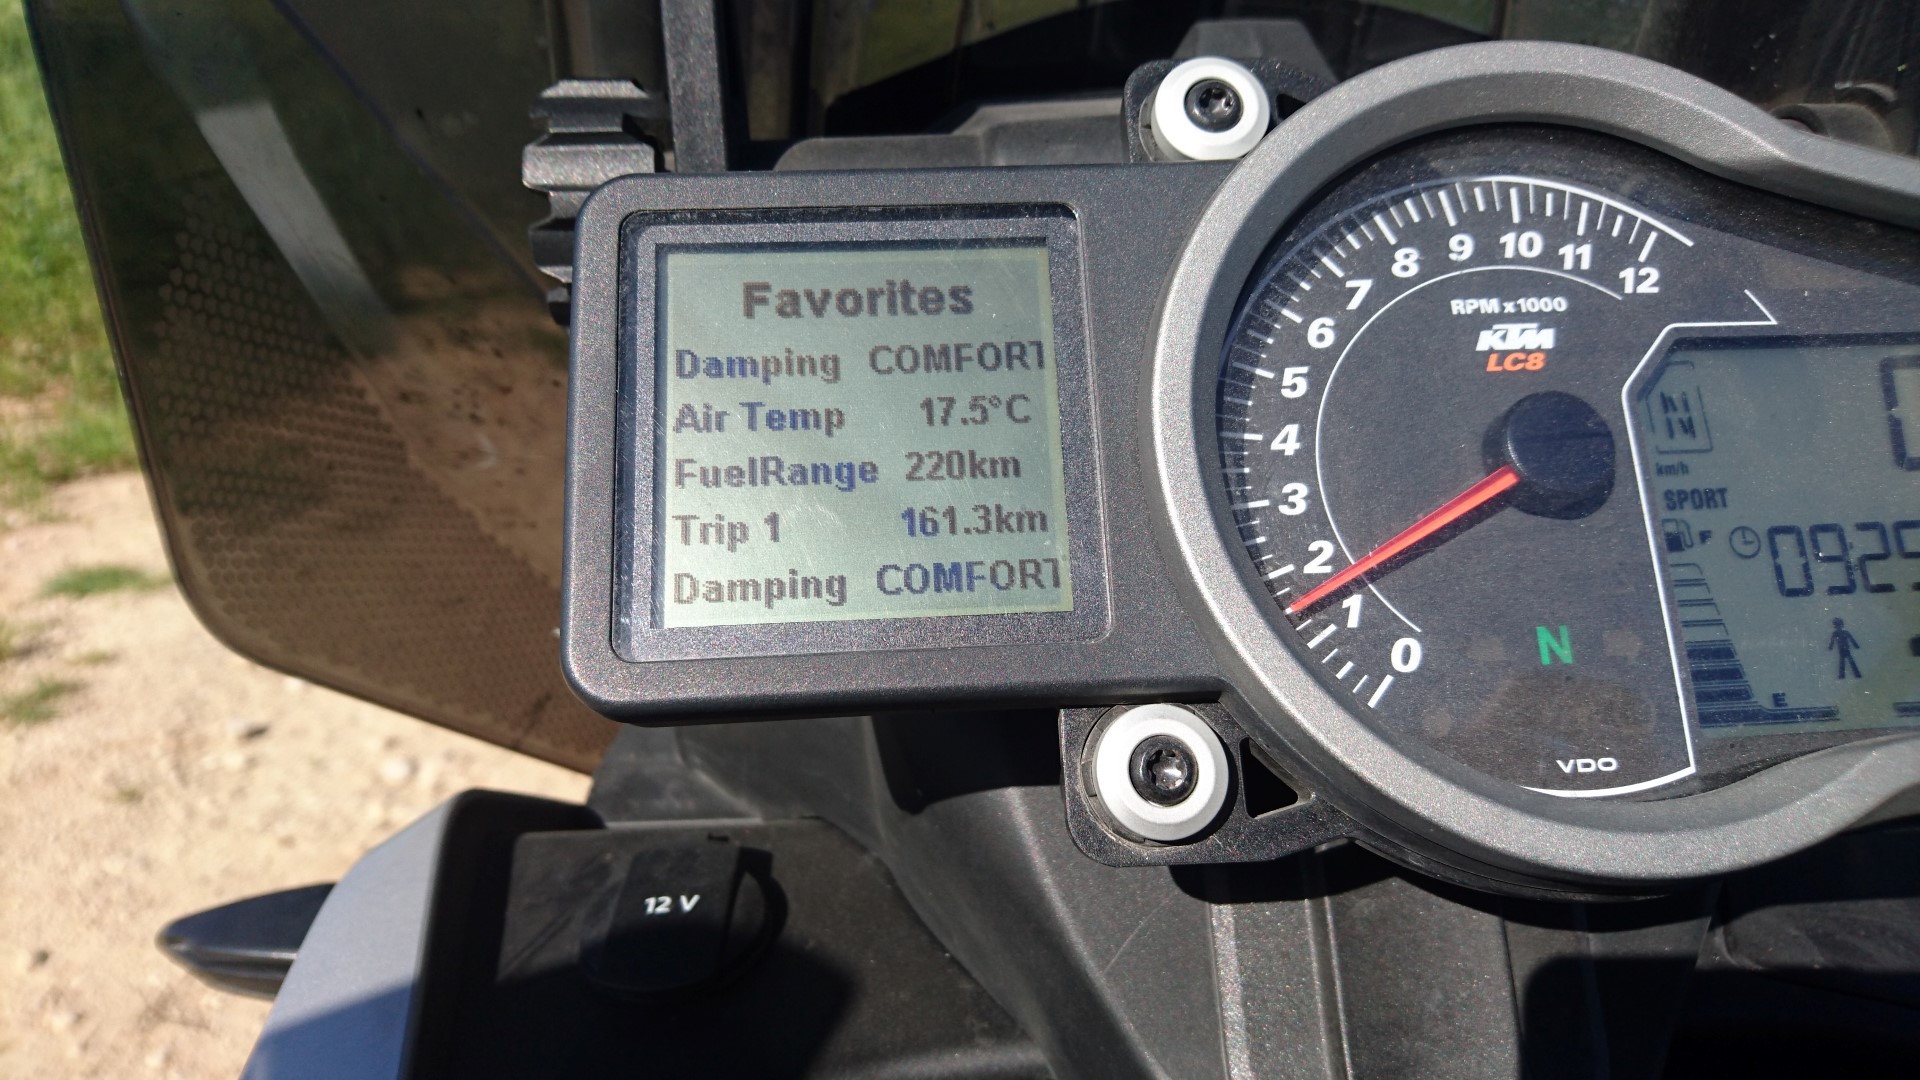 Favorites
Damping COMFORT
Air Temp 17.5°C
FuelRange 220km
Trip 1 161.3km
Damping COMFORT
0
1
2
3
4
5
6
7
8
9
10
11
12
RPM x1000
KTM
LC8
N
VDO
km/h
SPORT
F
E
12 V